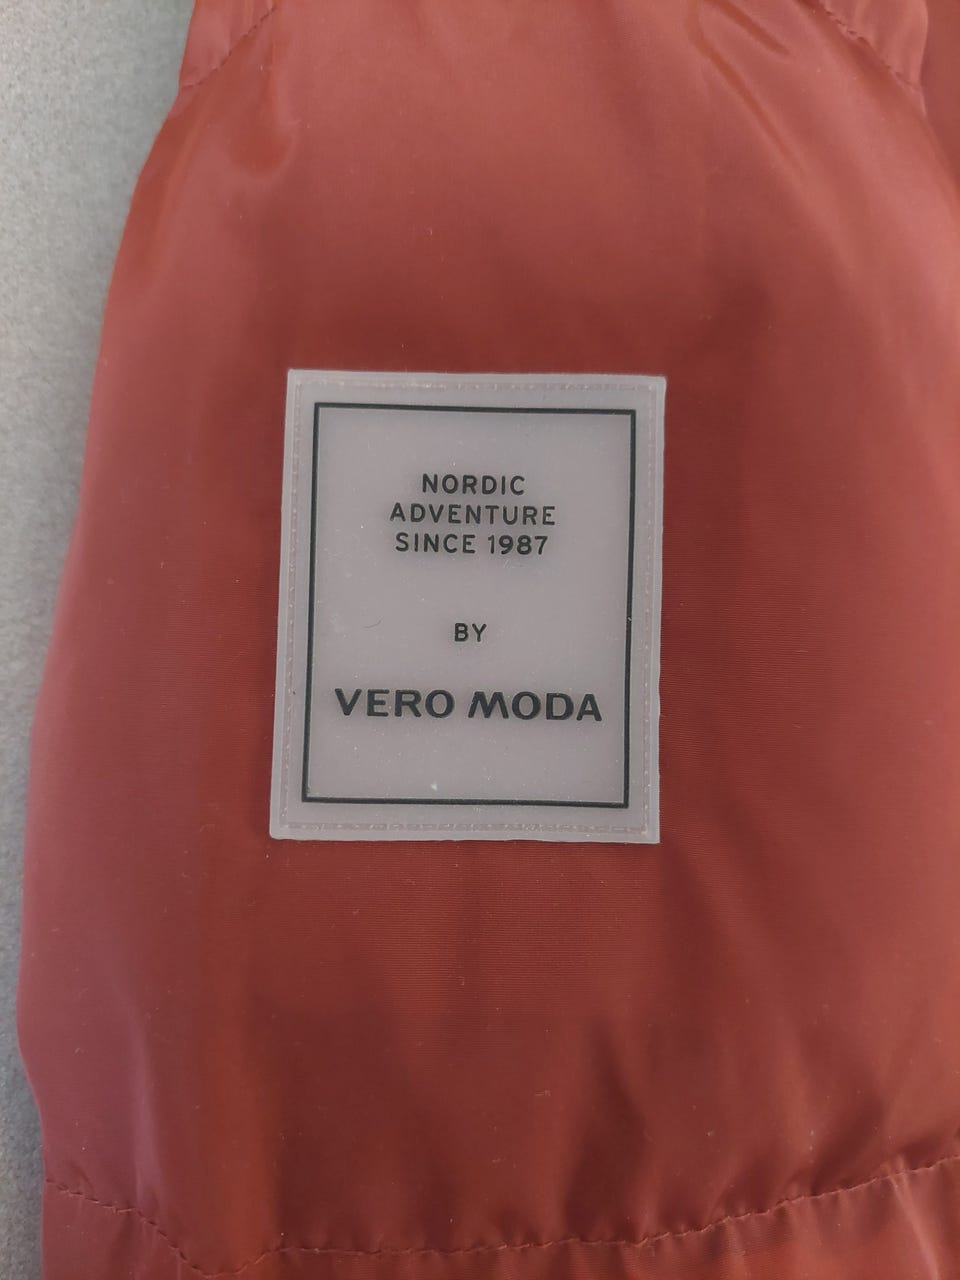 NORDIC
ADVENTURE
SINCE 1987
BY
VERO MODA